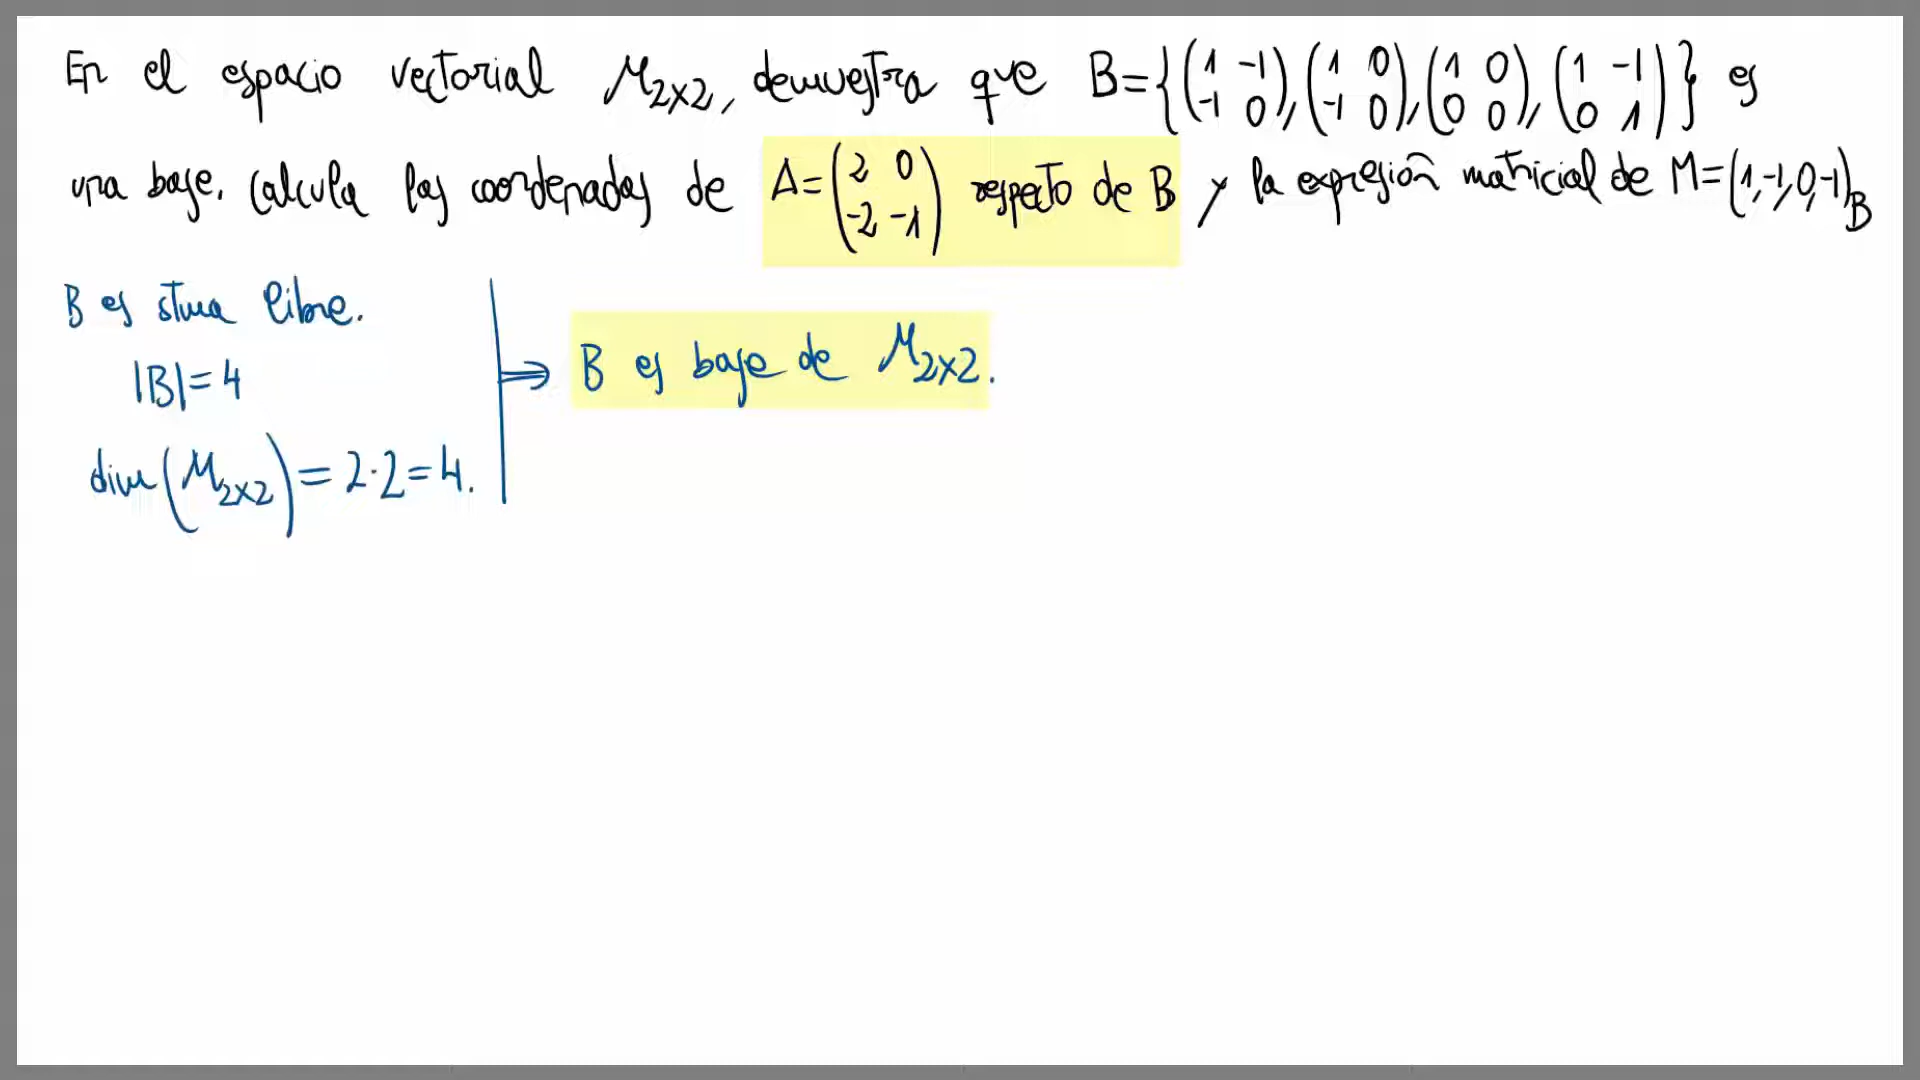 En el espacio vectorial M₂ₓ₂, demuestra que B={(1 -1; -1 0), (1 0; -1 0), (1 0; 0 0), (1 -1; 0 1)} es
una base. Calcula las coordenadas de A=(2 0; -2 -1) respecto de B y la expresión matricial de M=(1,-1,0,-1)_B
B es stma libre.
|B|=4
dim(M₂ₓ₂)=2·2=4.
⇒ B es base de M₂ₓ₂.